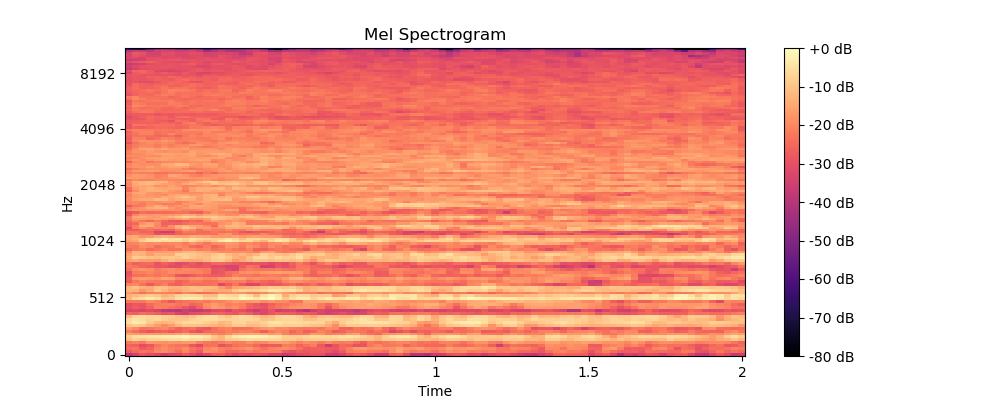 Mel Spectrogram
Hz
8192
4096
2048
1024
512
0
0
0.5
1
1.5
2
Time
+0 dB
-10 dB
-20 dB
-30 dB
-40 dB
-50 dB
-60 dB
-70 dB
-80 dB